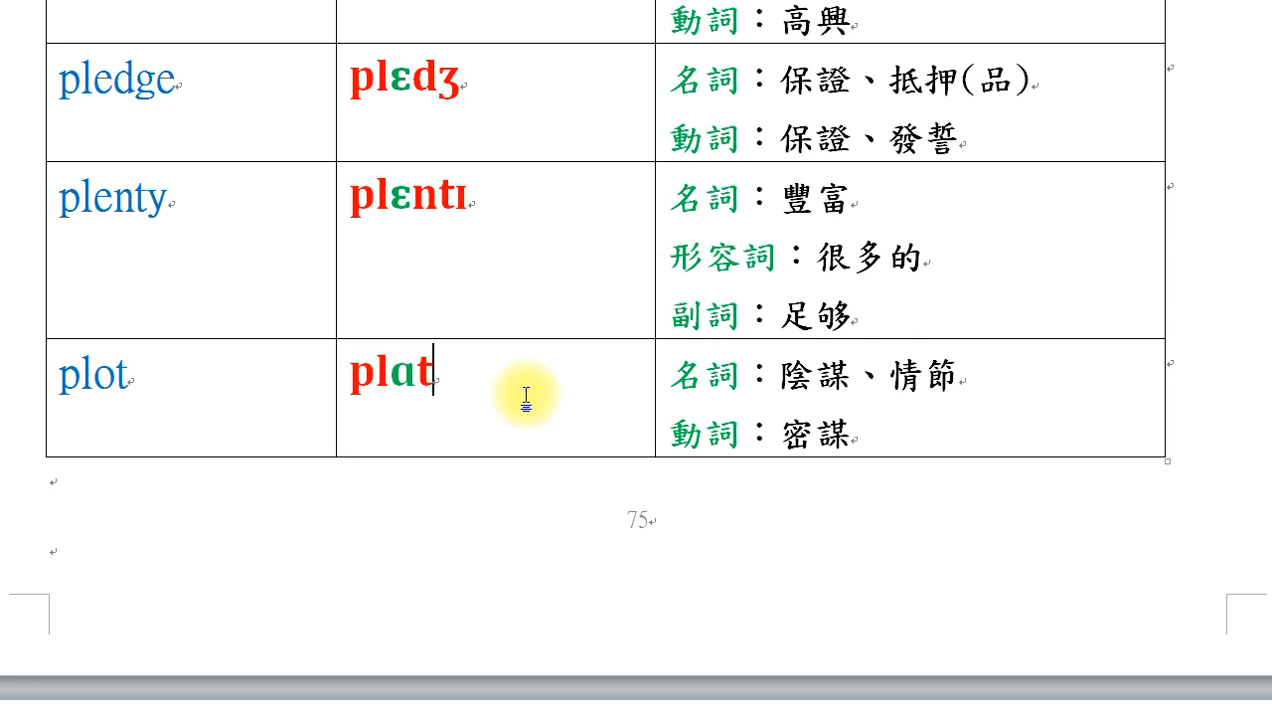 動詞：高興
pledge
plɛdʒ
名詞：保證、抵押(品)
動詞：保證、發誓
plenty
plɛntɪ
名詞：豐富
形容詞：很多的
副詞：足够
plot
plɑt
名詞：陰謀、情節
動詞：密謀
75